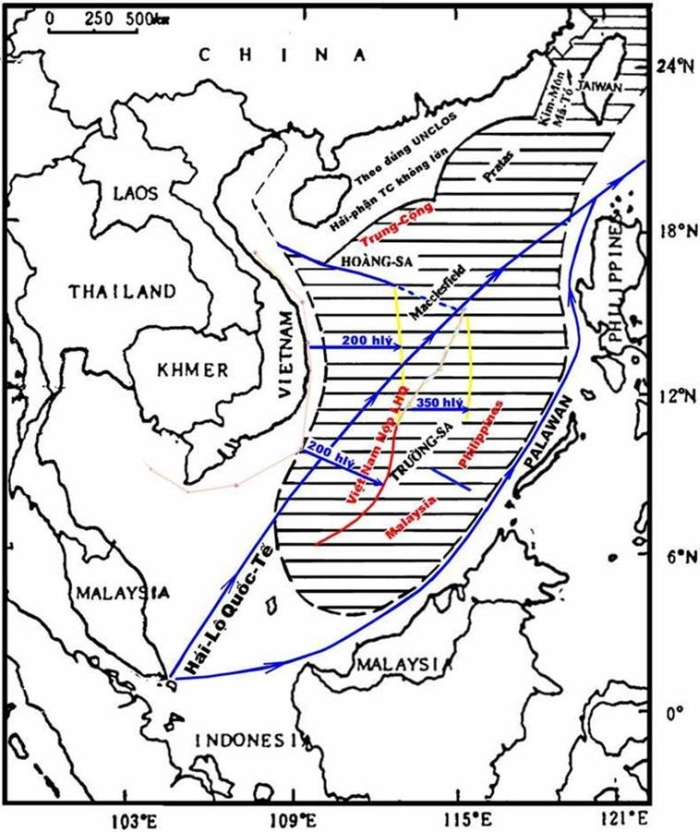 0 250 500km
CHINA
24°N
TAIWAN
Kim-Môn
Mã-Tổ
Theo đúng UNCLOS
Hải-phận TC không lớn
Pratas
LAOS
Trung-Cộng
18°N
HOÀNG-SA
Macclesfield
THAILAND
PHILIPPINES
VIETNAM
200 hlý
KHMER
350 hlý
12°N
Việt Nam Nộp LHQ
TRƯỜNG-SA
Philippines
PALAWAN
200 hlý
Malaysia
6°N
Hải-Lộ Quốc-Tế
MALAYSIA
MALAYSIA
0°
INDONESIA
103°E 109°E 115°E 121°E